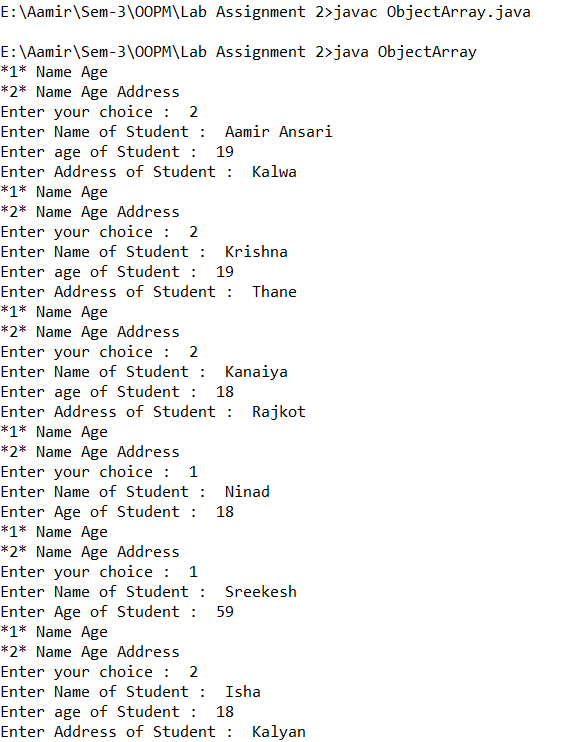 E:\Aamir\Sem-3\OOPM\Lab Assignment 2>javac ObjectArray.java
E:\Aamir\Sem-3\OOPM\Lab Assignment 2>java ObjectArray
*1* Name Age
*2* Name Age Address
Enter your choice :  2
Enter Name of Student :  Aamir Ansari
Enter age of Student :  19
Enter Address of Student :  Kalwa
*1* Name Age
*2* Name Age Address
Enter your choice :  2
Enter Name of Student :  Krishna
Enter age of Student :  19
Enter Address of Student :  Thane
*1* Name Age
*2* Name Age Address
Enter your choice :  2
Enter Name of Student :  Kanaiya
Enter age of Student :  18
Enter Address of Student :  Rajkot
*1* Name Age
*2* Name Age Address
Enter your choice :  1
Enter Name of Student :  Ninad
Enter Age of Student :  18
*1* Name Age
*2* Name Age Address
Enter your choice :  1
Enter Name of Student :  Sreekesh
Enter Age of Student :  59
*1* Name Age
*2* Name Age Address
Enter your choice :  2
Enter Name of Student :  Isha
Enter age of Student :  18
Enter Address of Student :  Kalyan